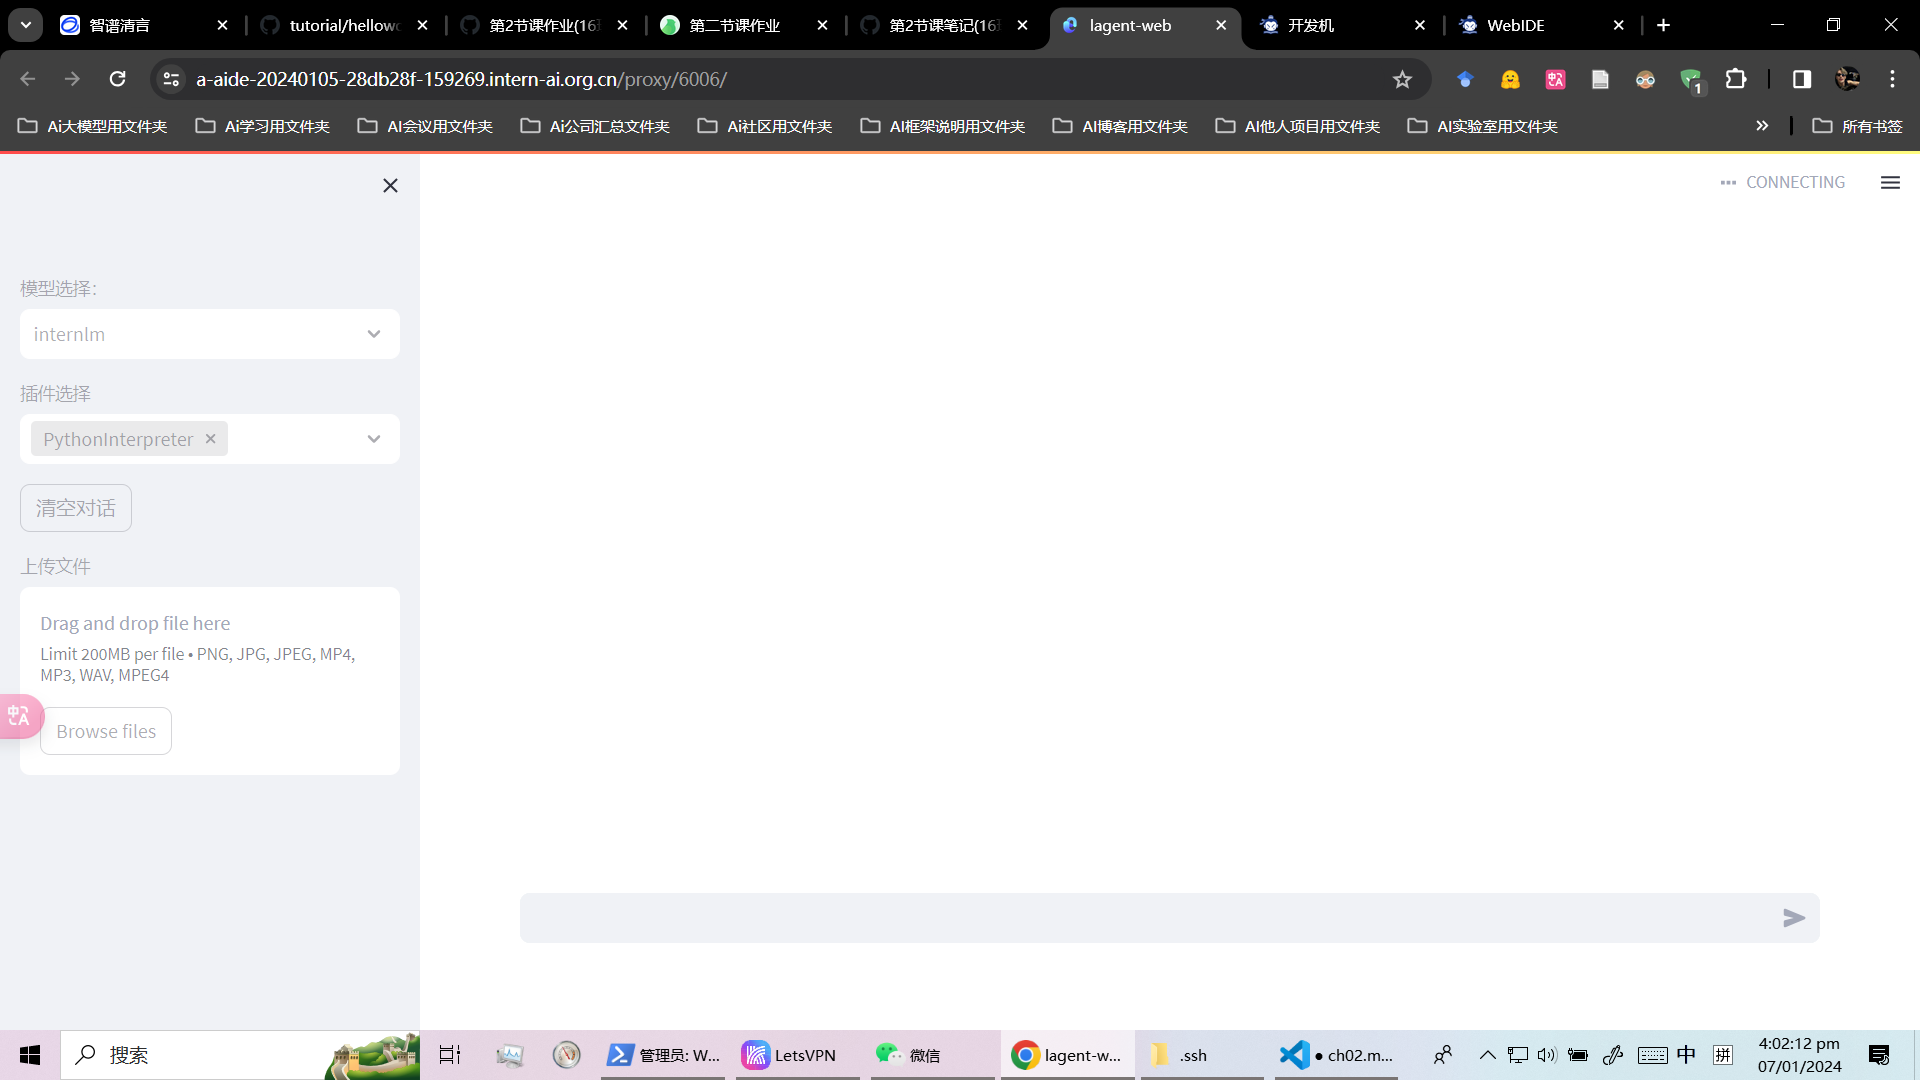 智谱清言
tutorial/hellowo
第2节课作业(16班
第二节课作业
第2节课笔记(16班
lagent-web
开发机
WebIDE
a-aide-20240105-28db28f-159269.intern-ai.org.cn/proxy/6006/
1
Ai大模型用文件夹
Ai学习用文件夹
AI会议用文件夹
Ai公司汇总文件夹
Ai社区用文件夹
AI框架说明用文件夹
AI博客用文件夹
AI他人项目用文件夹
AI实验室用文件夹
所有书签
CONNECTING
模型选择：
internlm
插件选择
PythonInterpreter
清空对话
上传文件
Drag and drop file here
Limit 200MB per file • PNG, JPG, JPEG, MP4,
MP3, WAV, MPEG4
Browse files
搜索
管理员: W...
LetsVPN
微信
lagent-w...
.ssh
● ch02.m...
中
拼
4:02:12 pm
07/01/2024